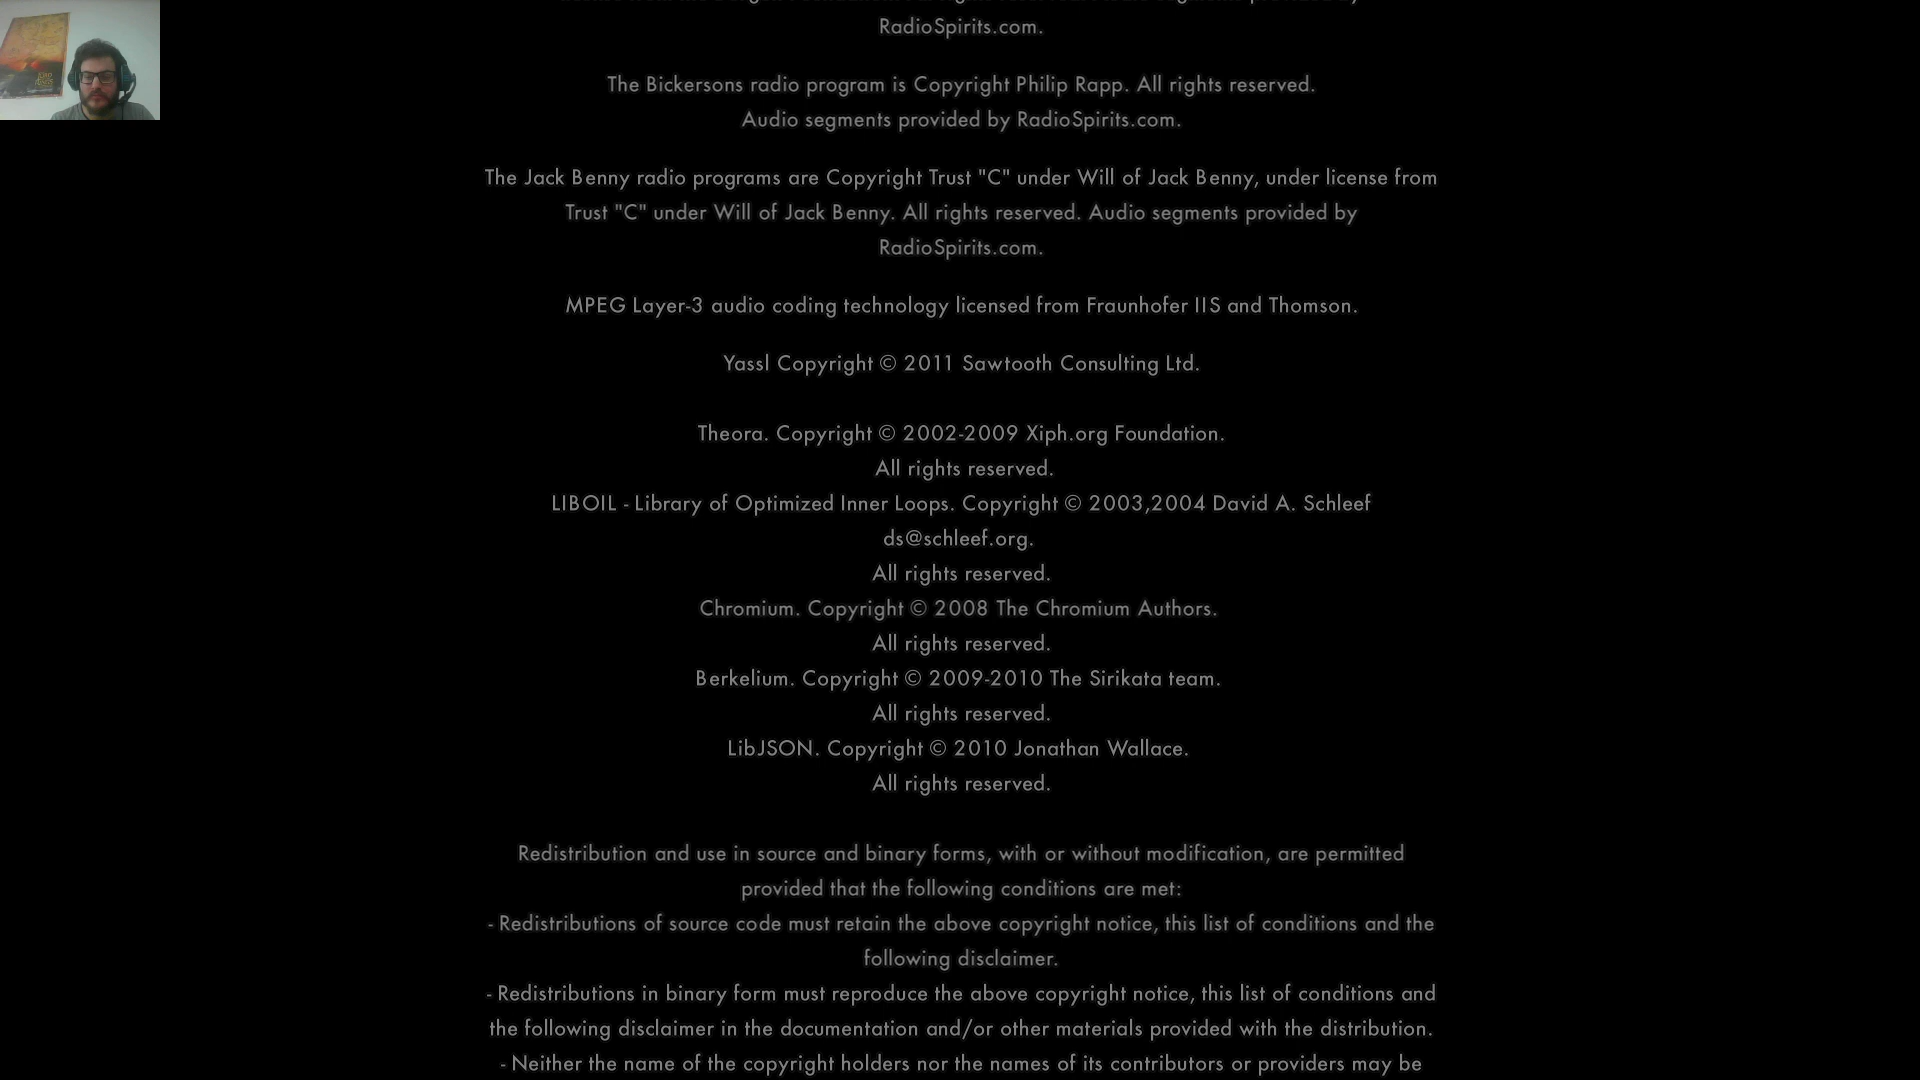 RadioSpirits.com.
The Bickersons radio program is Copyright Philip Rapp. All rights reserved.
Audio segments provided by RadioSpirits.com.
The Jack Benny radio programs are Copyright Trust "C" under Will of Jack Benny, under license from
Trust "C" under Will of Jack Benny. All rights reserved. Audio segments provided by
RadioSpirits.com.
MPEG Layer-3 audio coding technology licensed from Fraunhofer IIS and Thomson.
Yassl Copyright © 2011 Sawtooth Consulting Ltd.
Theora. Copyright © 2002-2009 Xiph.org Foundation.
All rights reserved.
LIBOIL - Library of Optimized Inner Loops. Copyright © 2003,2004 David A. Schleef
ds@schleef.org.
All rights reserved.
Chromium. Copyright © 2008 The Chromium Authors.
All rights reserved.
Berkelium. Copyright © 2009-2010 The Sirikata team.
All rights reserved.
LibJSON. Copyright © 2010 Jonathan Wallace.
All rights reserved.
Redistribution and use in source and binary forms, with or without modification, are permitted
provided that the following conditions are met:
- Redistributions of source code must retain the above copyright notice, this list of conditions and the
following disclaimer.
- Redistributions in binary form must reproduce the above copyright notice, this list of conditions and
the following disclaimer in the documentation and/or other materials provided with the distribution.
- Neither the name of the copyright holders nor the names of its contributors or providers may be